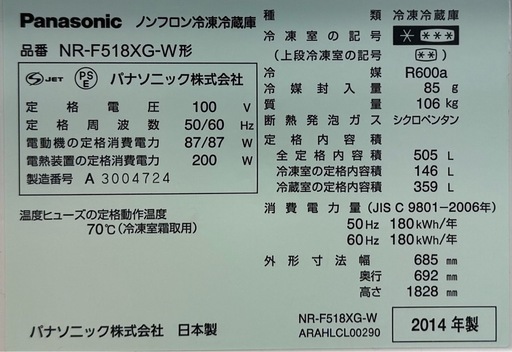 Panasonic ノンフロン冷凍冷蔵庫
品番 NR-F518XG-W形
S JET PS E パナソニック株式会社
定格電圧 100 V
定格周波数 50/60 Hz
電動機の定格消費電力 87/87 W
電熱装置の定格消費電力 200 W
製造番号 A 3004724
温度ヒューズの定格動作温度
70℃(冷凍室霜取用)
パナソニック株式会社 日本製
種類 冷凍冷蔵庫
冷凍室の記号 * ***
(上段冷凍室の記号 **)
冷媒 R600a
冷媒封入量 85 g
質量 106 kg
断熱発泡ガス シクロペンタン
定格内容積
全定格内容積 505 L
冷凍室の定格内容積 146 L
冷蔵室の定格内容積 359 L
消費電力量 (JIS C 9801-2006年)
50 Hz 180 kWh/年
60 Hz 180 kWh/年
外形寸法幅 685 mm
奥行 692 mm
高さ 1828 mm
NR-F518XG-W
ARAHLCL00290
2014 年製